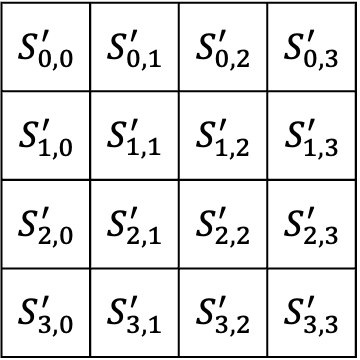 S′0,0 S′0,1 S′0,2 S′0,3
S′1,0 S′1,1 S′1,2 S′1,3
S′2,0 S′2,1 S′2,2 S′2,3
S′3,0 S′3,1 S′3,2 S′3,3